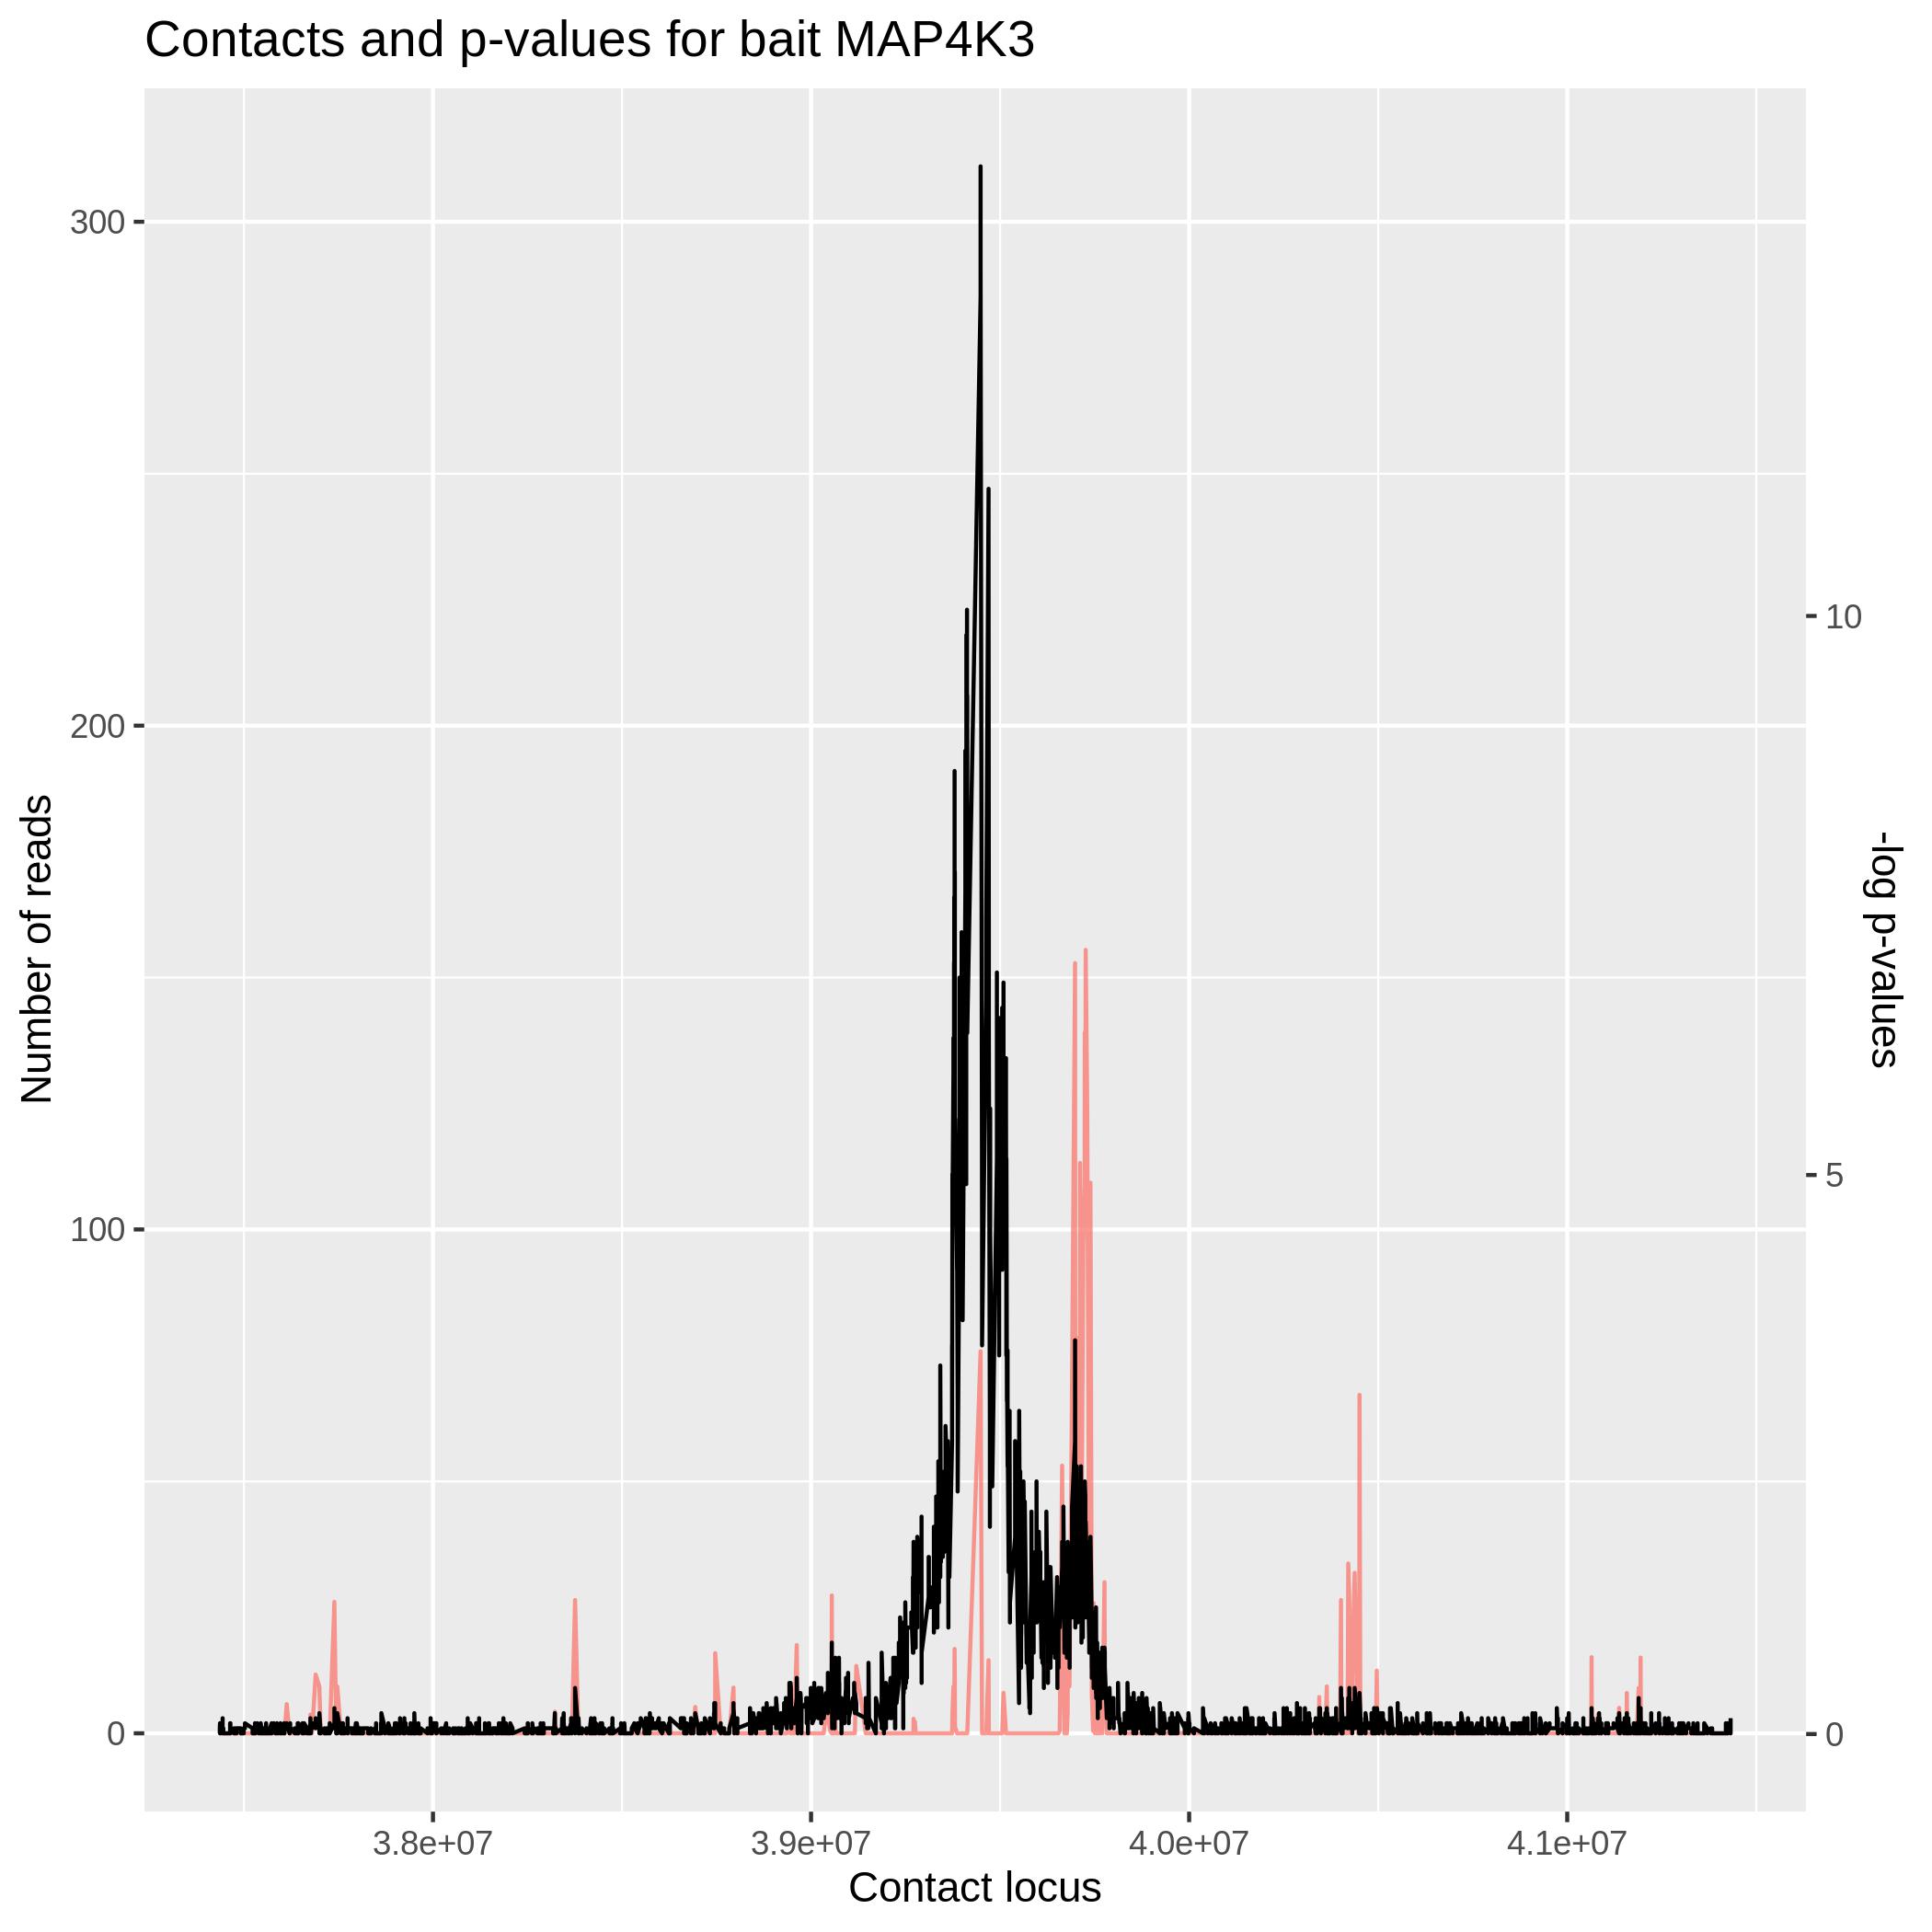 Contacts and p-values for bait MAP4K3
300
200
100
0
Number of reads
10
5
0
-log p-values
3.8e+07
3.9e+07
4.0e+07
4.1e+07
Contact locus